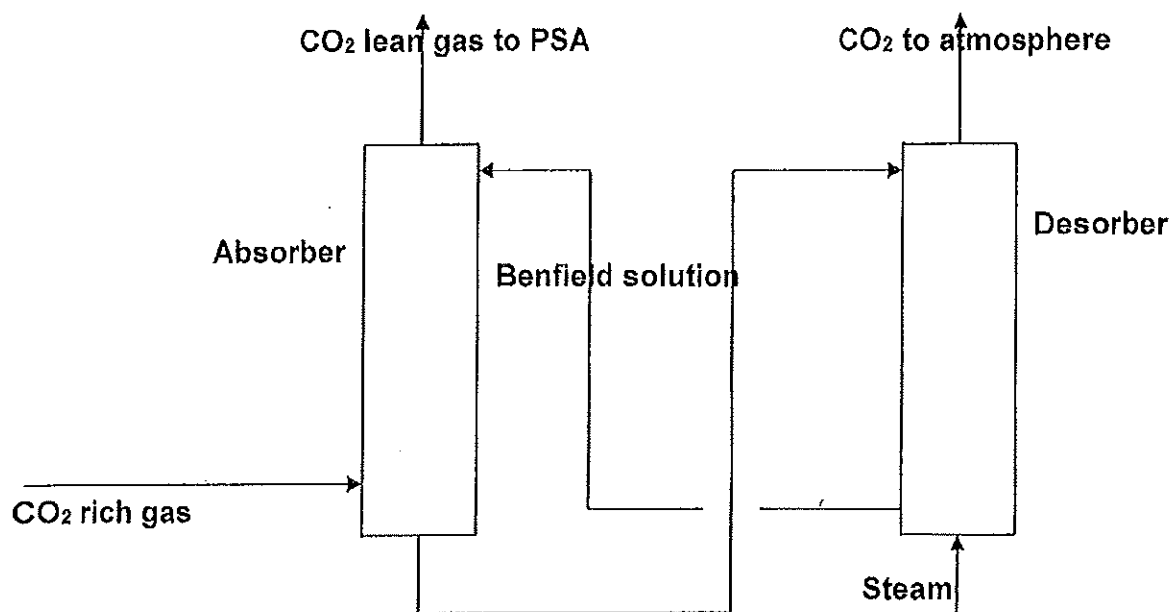 CO₂ lean gas to PSA
CO₂ to atmosphere
Absorber
Desorber
Benfield solution
CO₂ rich gas
Steam